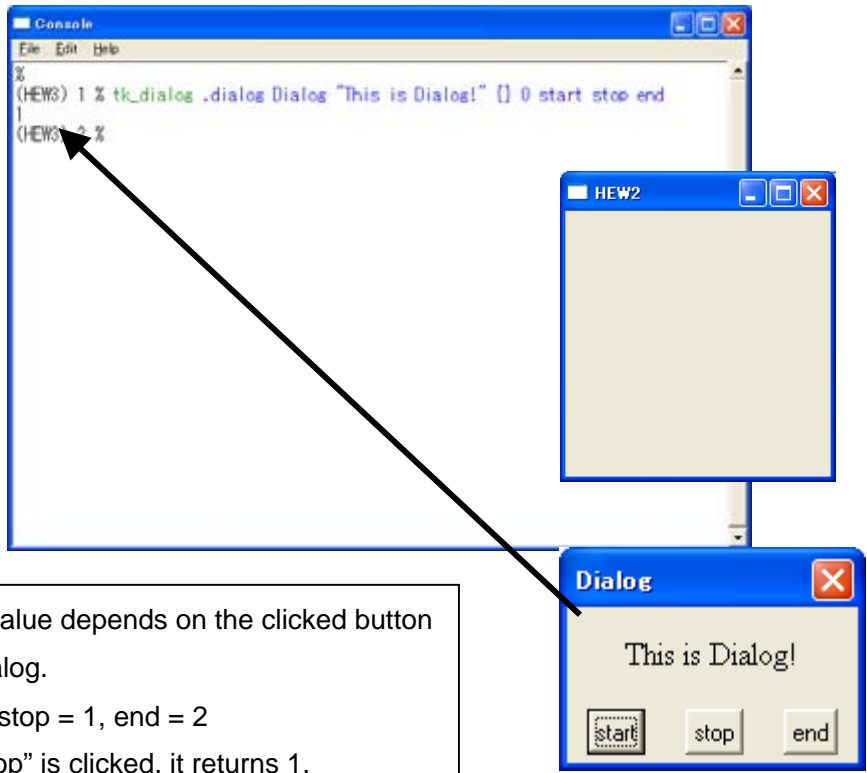 Console
File Edit Help
%
(HEW3) 1 % tk_dialog .dialog Dialog "This is Dialog!" {} 0 start stop end
1
(HEW3) 2 %
HEW2
Dialog
This is Dialog!
start stop end
alue depends on the clicked button
alog.
stop = 1, end = 2
op” is clicked, it returns 1.